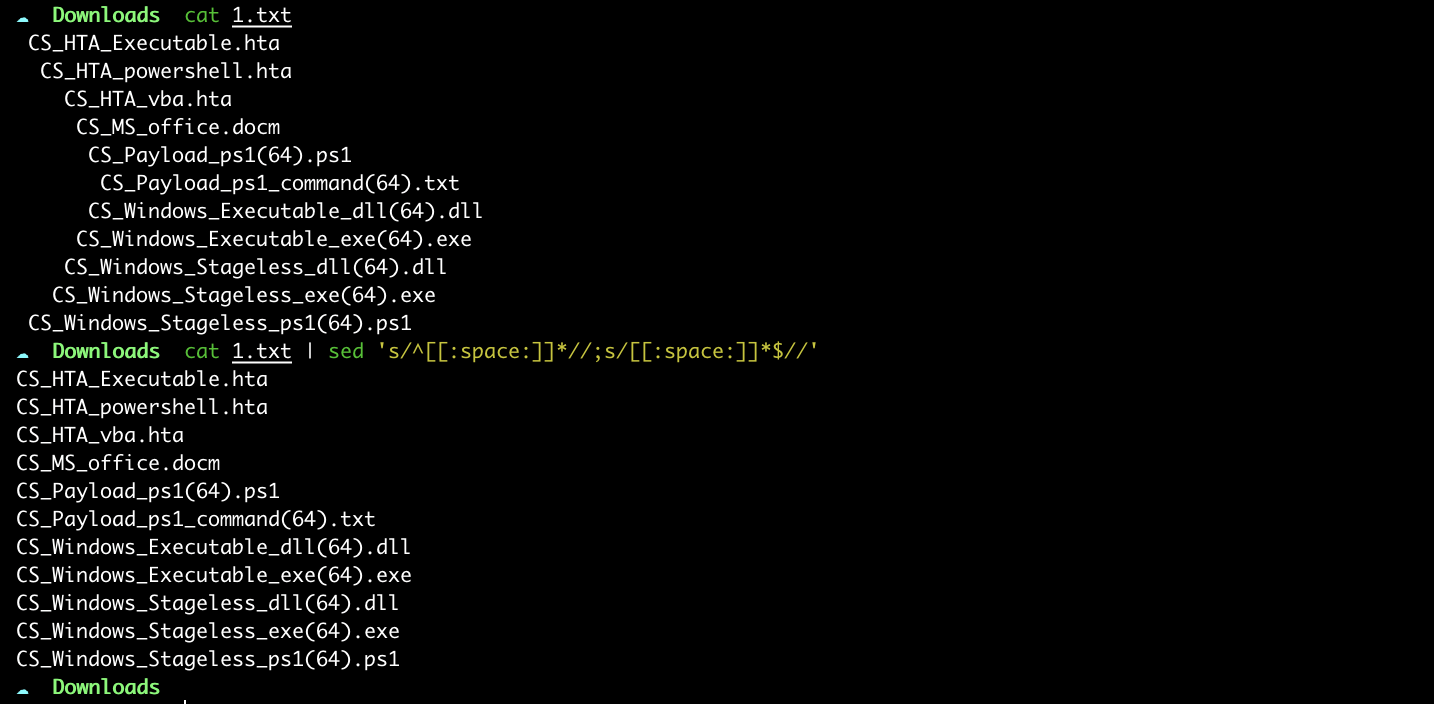 ☁  Downloads  cat 1.txt
 CS_HTA_Executable.hta
  CS_HTA_powershell.hta
    CS_HTA_vba.hta
     CS_MS_office.docm
      CS_Payload_ps1(64).ps1
       CS_Payload_ps1_command(64).txt
      CS_Windows_Executable_dll(64).dll
     CS_Windows_Executable_exe(64).exe
    CS_Windows_Stageless_dll(64).dll
   CS_Windows_Stageless_exe(64).exe
 CS_Windows_Stageless_ps1(64).ps1
☁  Downloads  cat 1.txt | sed 's/^[[:space:]]*//;s/[[:space:]]*$//'
CS_HTA_Executable.hta
CS_HTA_powershell.hta
CS_HTA_vba.hta
CS_MS_office.docm
CS_Payload_ps1(64).ps1
CS_Payload_ps1_command(64).txt
CS_Windows_Executable_dll(64).dll
CS_Windows_Executable_exe(64).exe
CS_Windows_Stageless_dll(64).dll
CS_Windows_Stageless_exe(64).exe
CS_Windows_Stageless_ps1(64).ps1
☁  Downloads